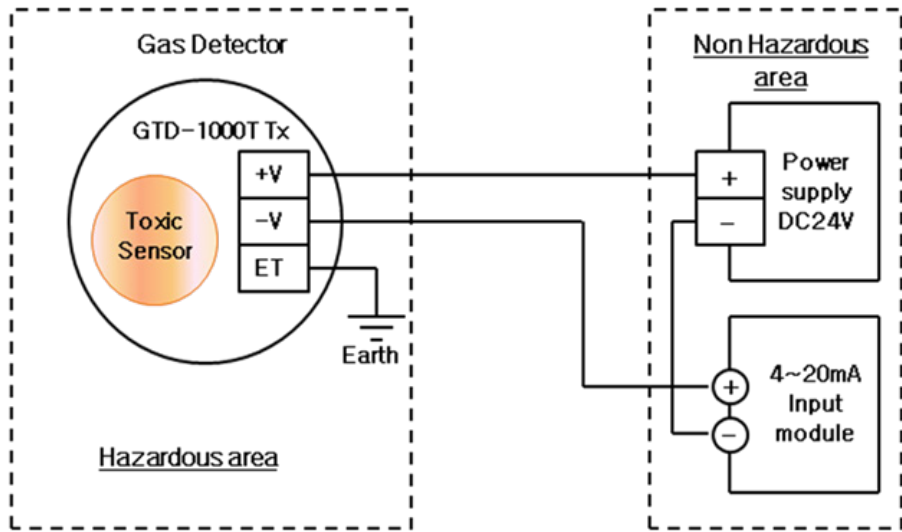 Gas Detector
GTD-1000T Tx
Toxic
Sensor
+V
-V
ET
Earth
Hazardous area
Non Hazardous
area
+
-
Power
supply
DC24V
+
-
4~20mA
Input
module